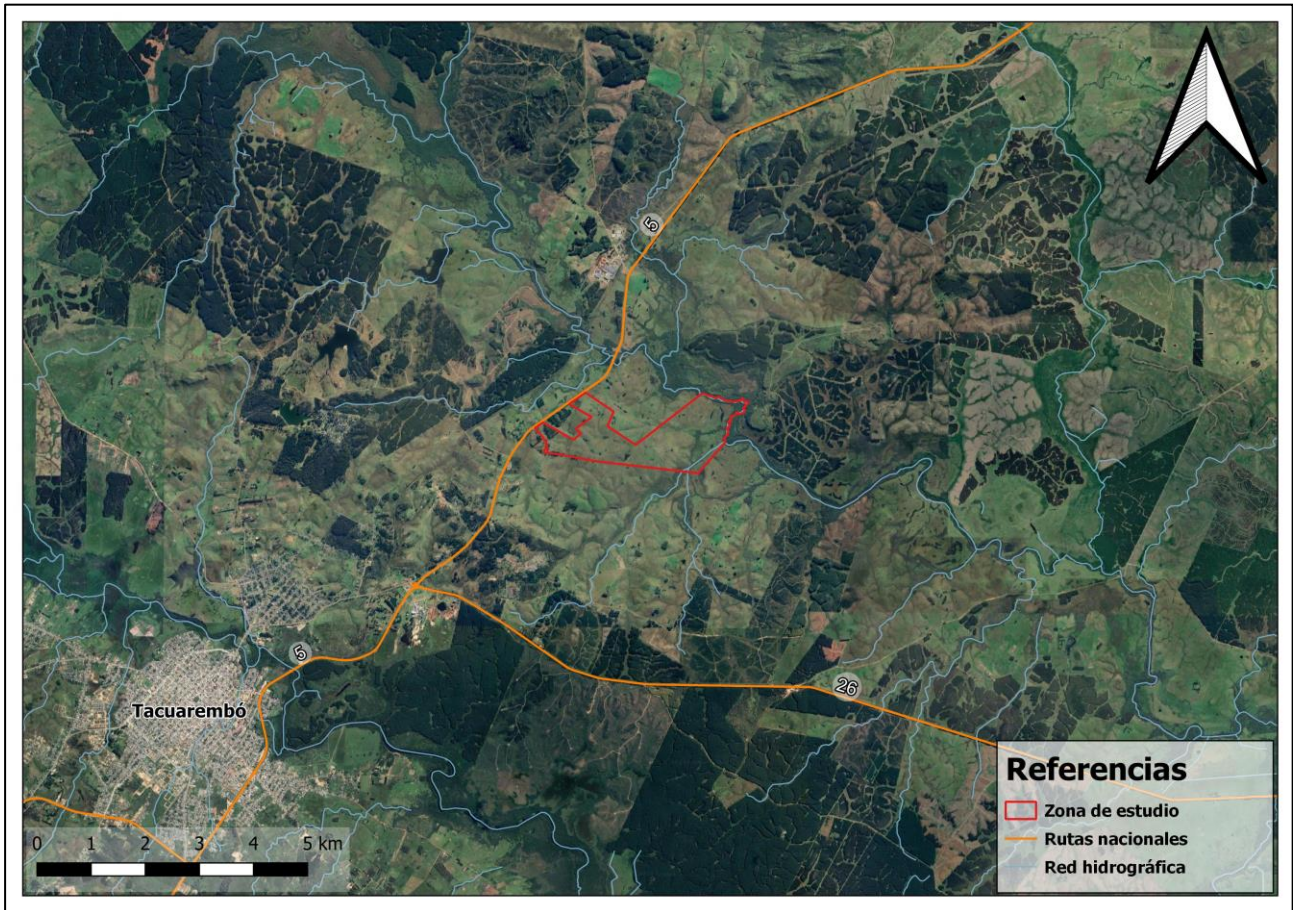 5
5
26
Tacuarembó
Referencias
Zona de estudio
Rutas nacionales
Red hidrográfica
0 1 2 3 4 5 km